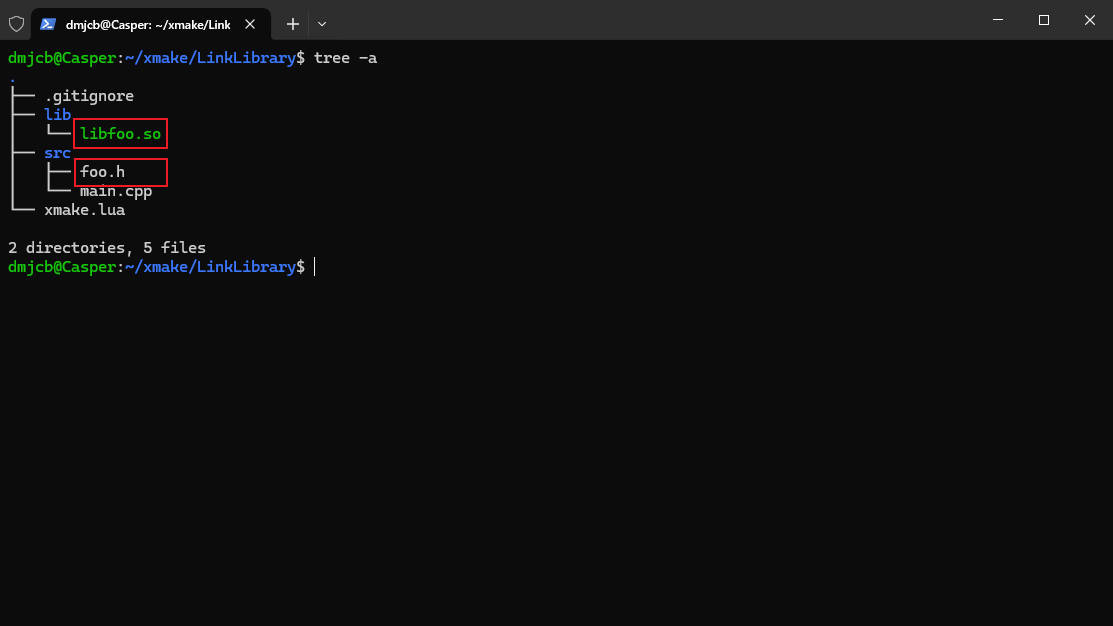 dmjcb@Casper: ~/xmake/Link
dmjcb@Casper:~/xmake/LinkLibrary$ tree -a
.
├── .gitignore
├── lib
│   └── libfoo.so
├── src
│   ├── foo.h
│   └── main.cpp
└── xmake.lua
2 directories, 5 files
dmjcb@Casper:~/xmake/LinkLibrary$